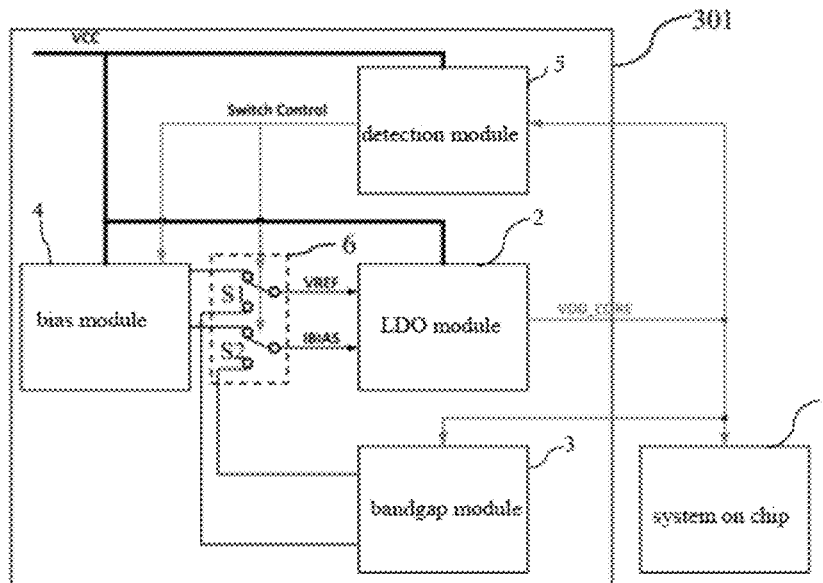 301
VCC
5
Switch Control
detection module
4
6
2
S1
VREF
bias module
LDO module
VDD_CORE
S2
IBIAS
3
bandgap module
system on chip